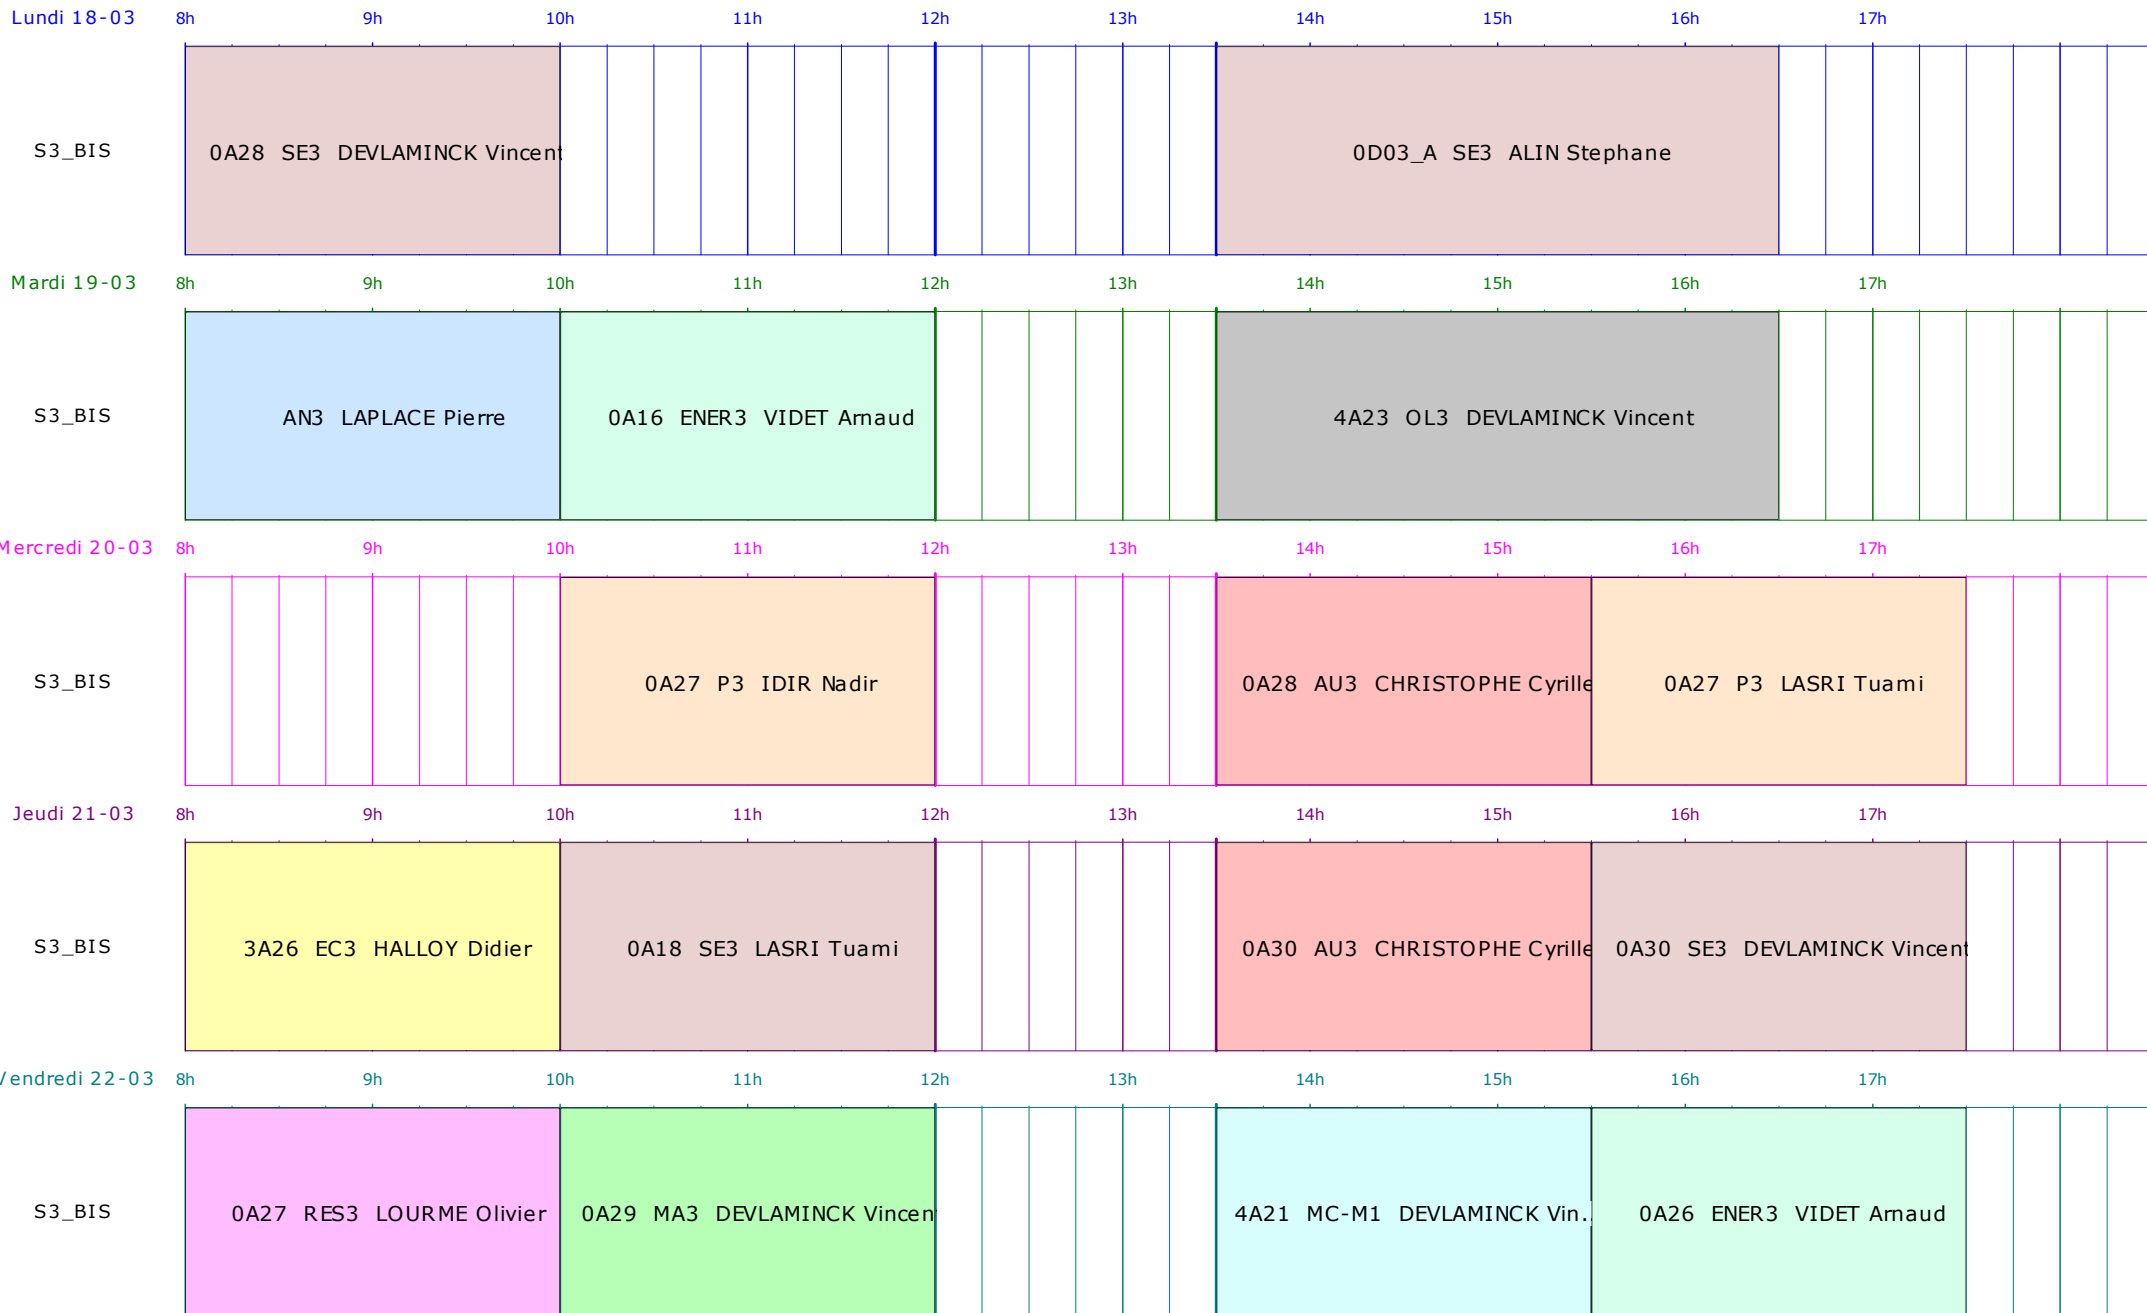 Lundi 18-03 8h 9h 10h 11h 12h 13h 14h 15h 16h 17h
S3_BIS 0A28 SE3 DEVLAMINCK Vincent 0D03_A SE3 ALIN Stephane
Mardi 19-03 8h 9h 10h 11h 12h 13h 14h 15h 16h 17h
S3_BIS AN3 LAPLACE Pierre 0A16 ENER3 VIDET Arnaud 4A23 OL3 DEVLAMINCK Vincent
Mercredi 20-03 8h 9h 10h 11h 12h 13h 14h 15h 16h 17h
S3_BIS 0A27 P3 IDIR Nadir 0A28 AU3 CHRISTOPHE Cyrille 0A27 P3 LASRI Tuami
Jeudi 21-03 8h 9h 10h 11h 12h 13h 14h 15h 16h 17h
S3_BIS 3A26 EC3 HALLOY Didier 0A18 SE3 LASRI Tuami 0A30 AU3 CHRISTOPHE Cyrille 0A30 SE3 DEVLAMINCK Vincent
Vendredi 22-03 8h 9h 10h 11h 12h 13h 14h 15h 16h 17h
S3_BIS 0A27 RES3 LOURME Olivier 0A29 MA3 DEVLAMINCK Vincen 4A21 MC-M1 DEVLAMINCK Vin.. 0A26 ENER3 VIDET Arnaud